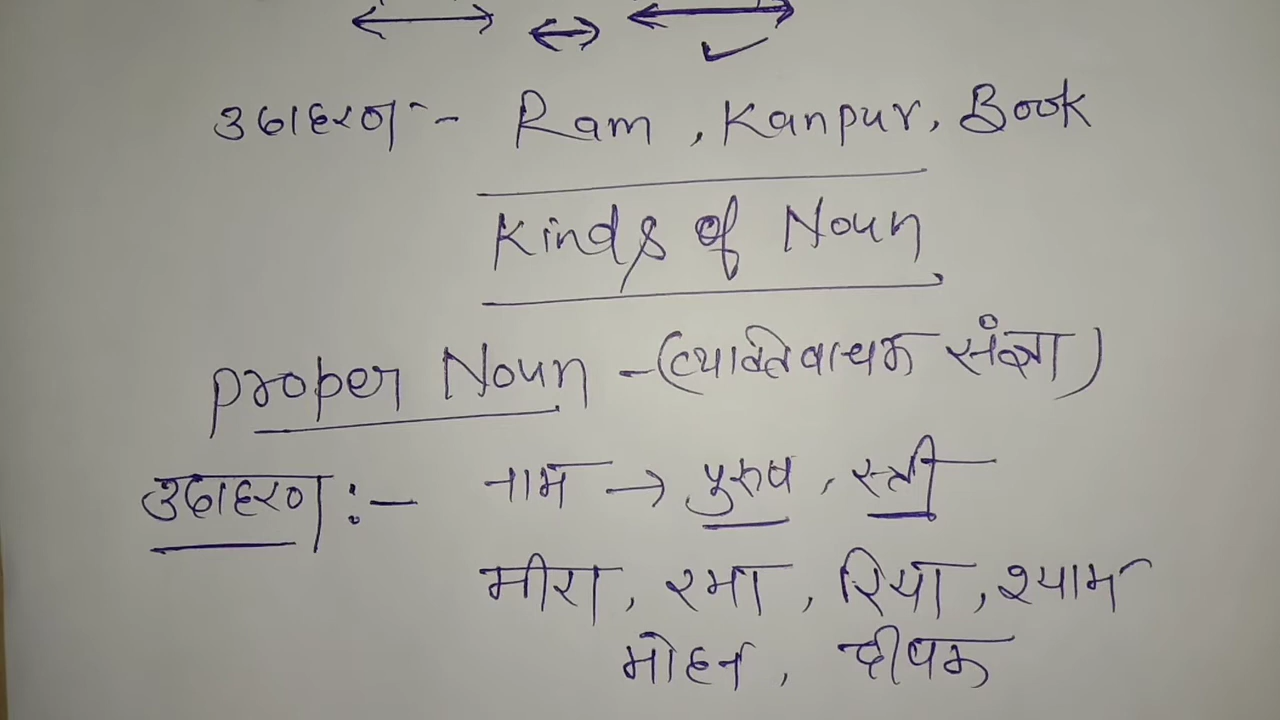 उदाहरण :- Ram, Kanpur, Book
Kinds of Noun
Proper Noun - (व्यक्तिवाचक संज्ञा)
उदाहरण :- नाम → पुरुष, स्त्री
मीरा, रमा, रिया, श्याम
मोहन, दीपक